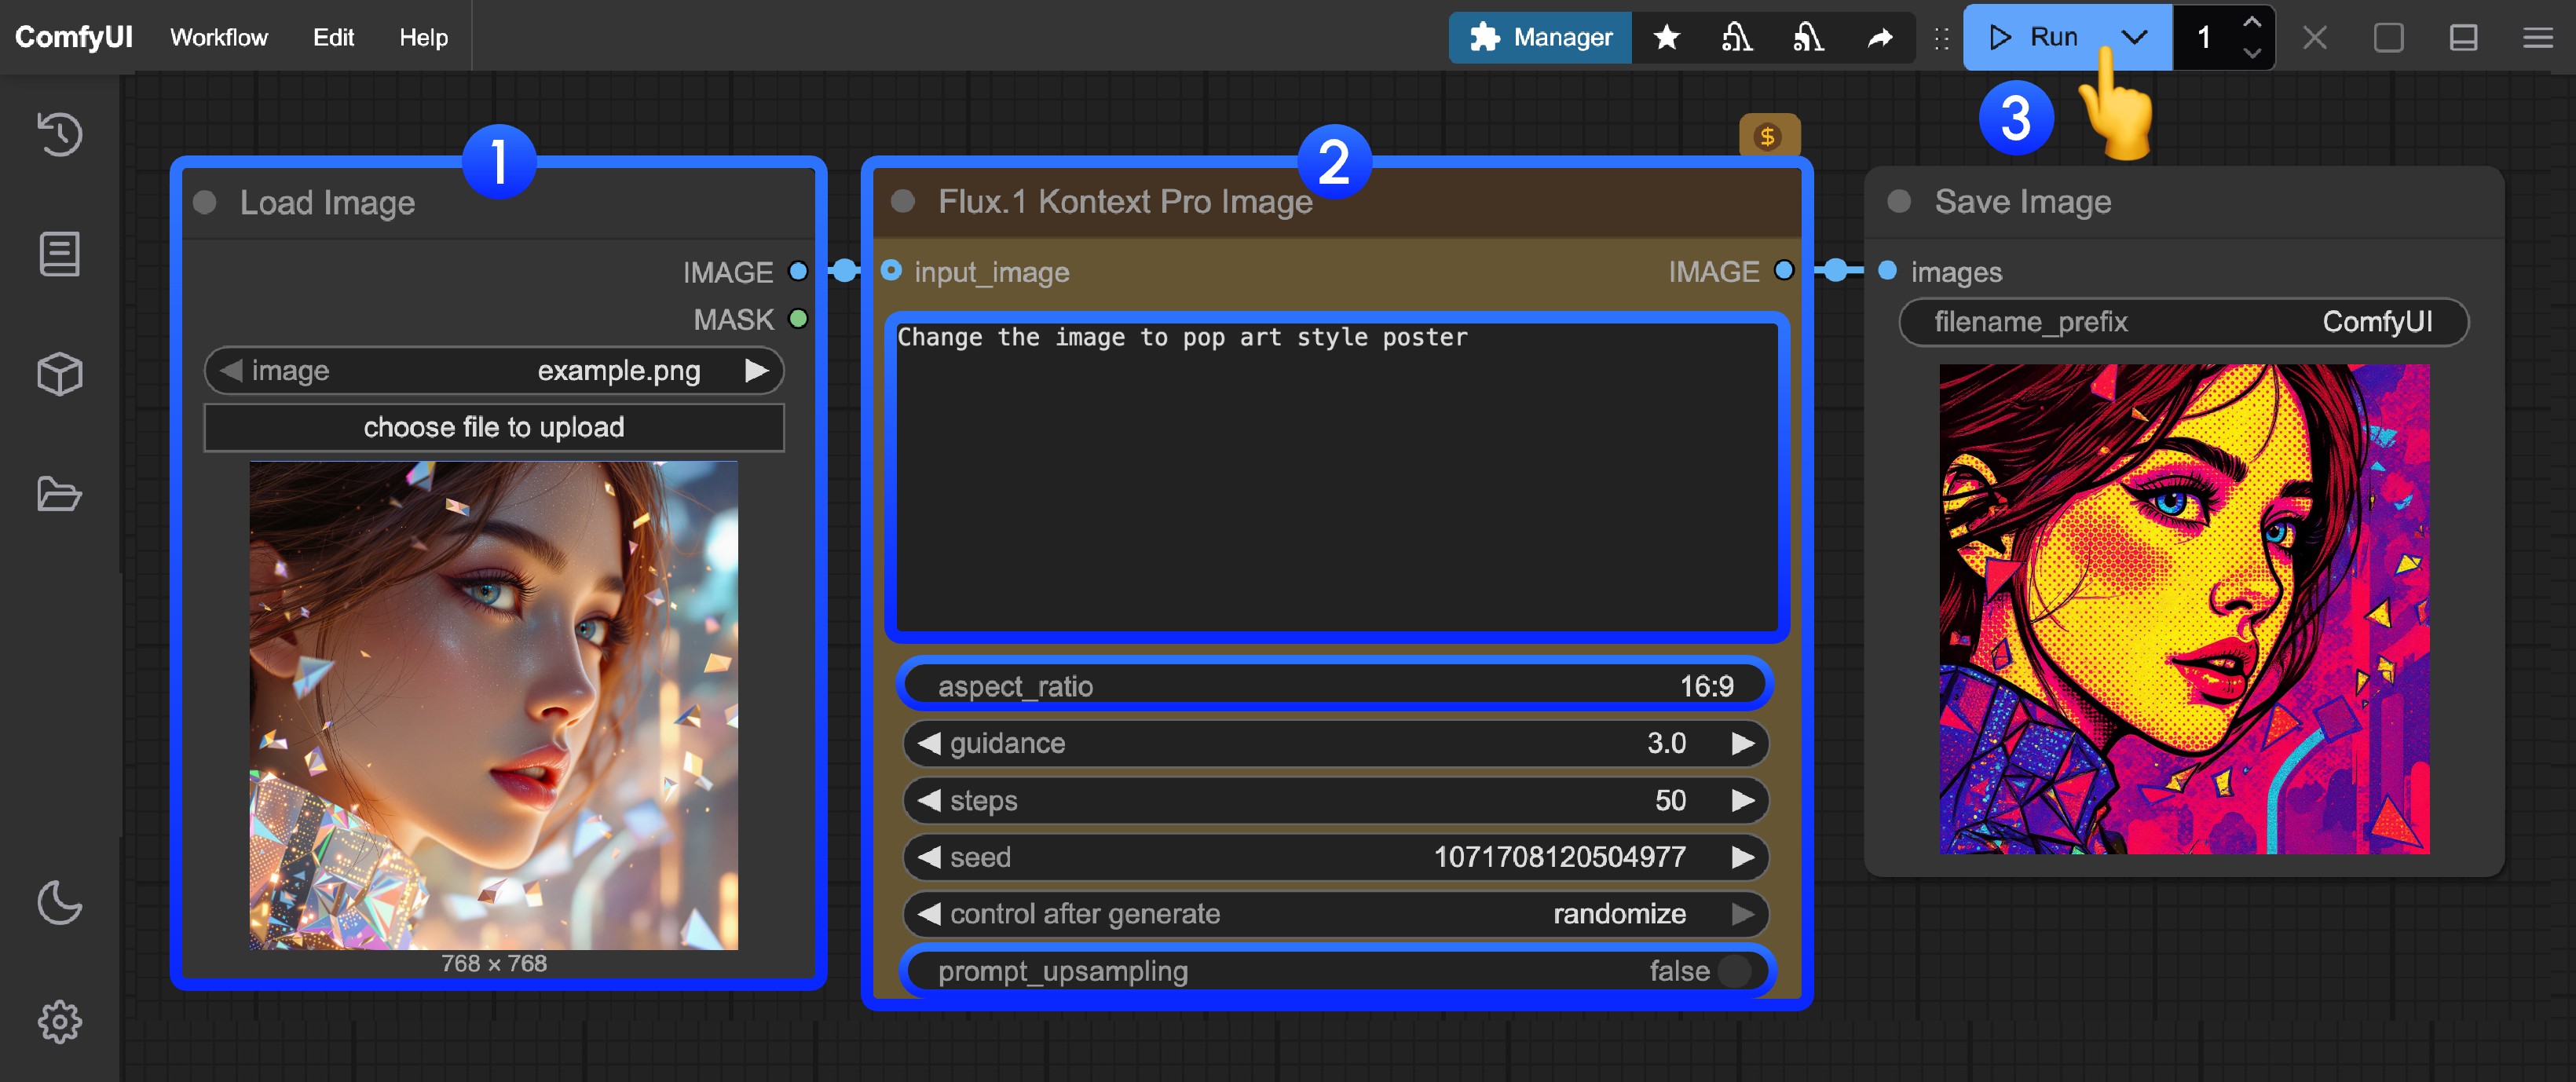 ComfyUI
Workflow
Edit
Help
Manager
Run
1
1
2
3
$
Load Image
IMAGE
MASK
image example.png
choose file to upload
768 × 768
Flux.1 Kontext Pro Image
input_image IMAGE
Change the image to pop art style poster
aspect_ratio 16:9
guidance 3.0
steps 50
seed 1071708120504977
control after generate randomize
prompt_upsampling false
Save Image
images
filename_prefix ComfyUI